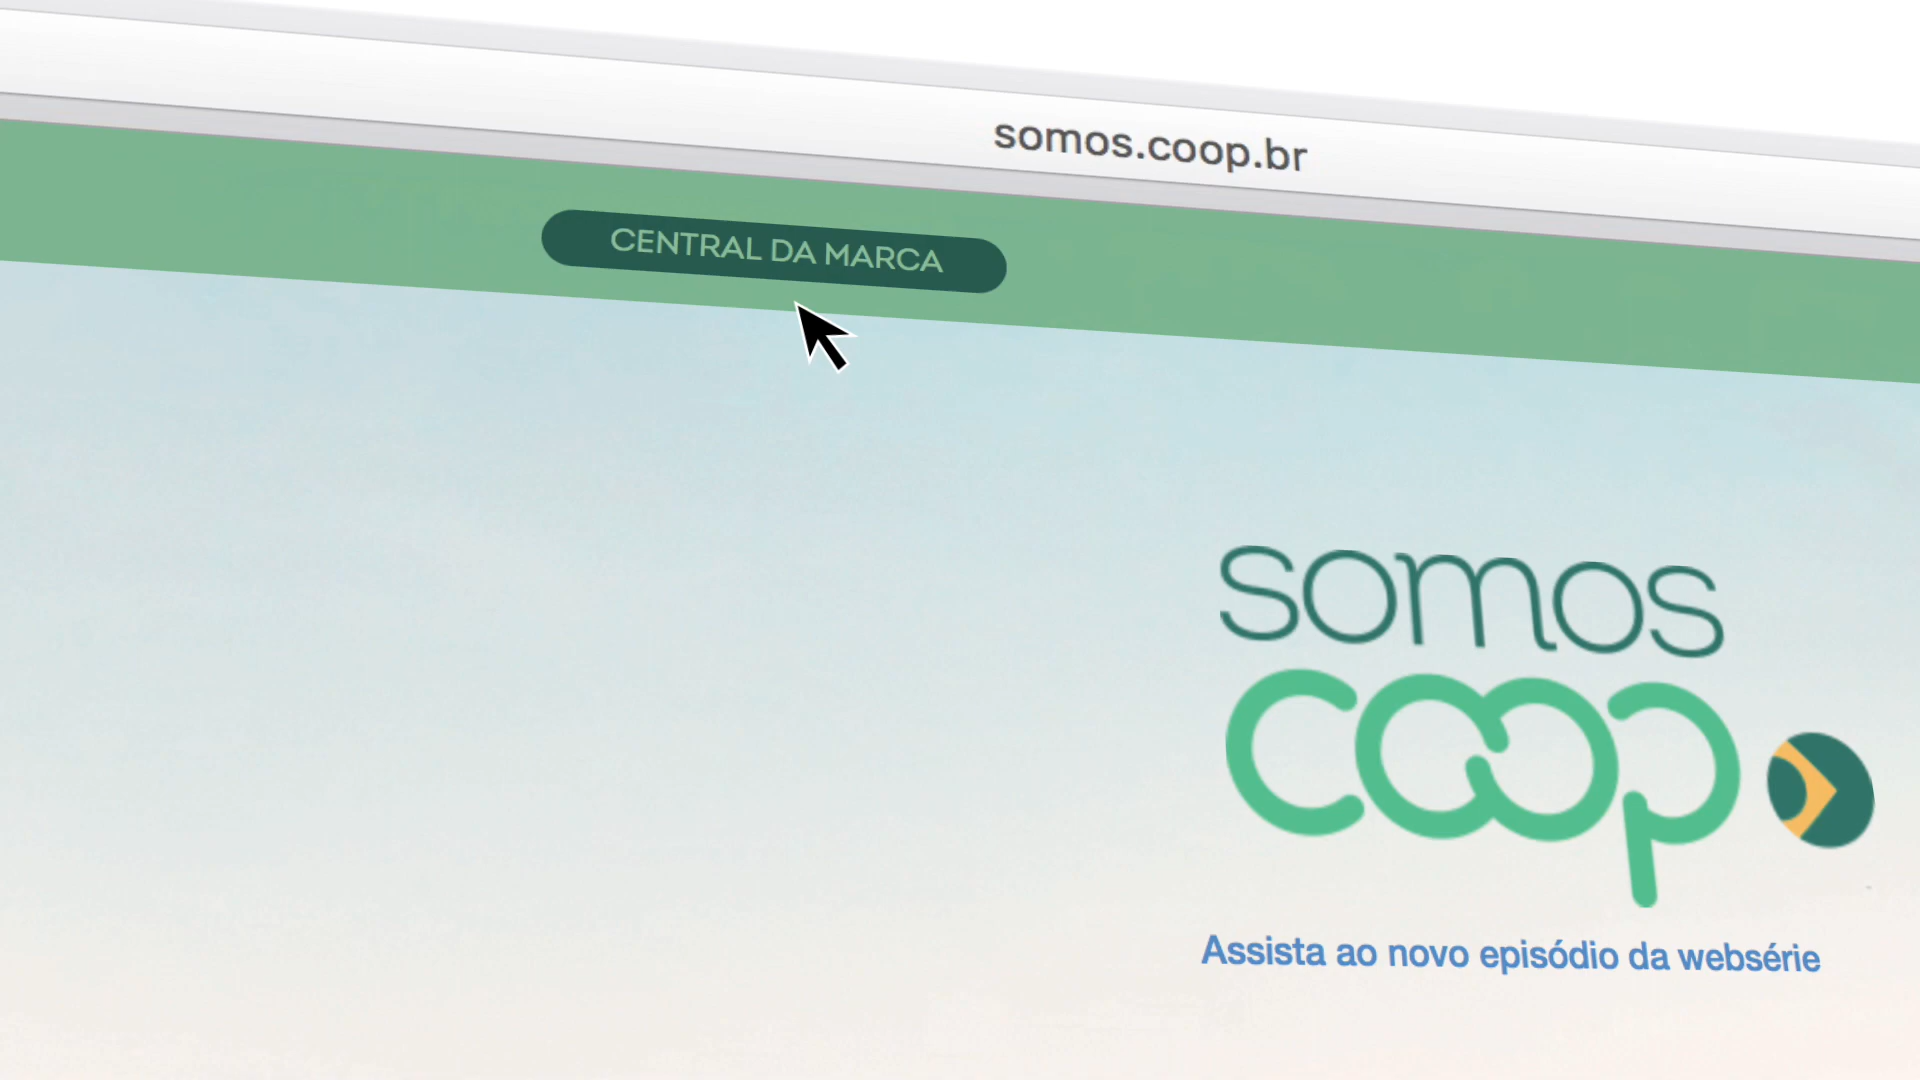 somos.coop.br
CENTRAL DA MARCA
somos
coop
Assista ao novo episódio da websérie